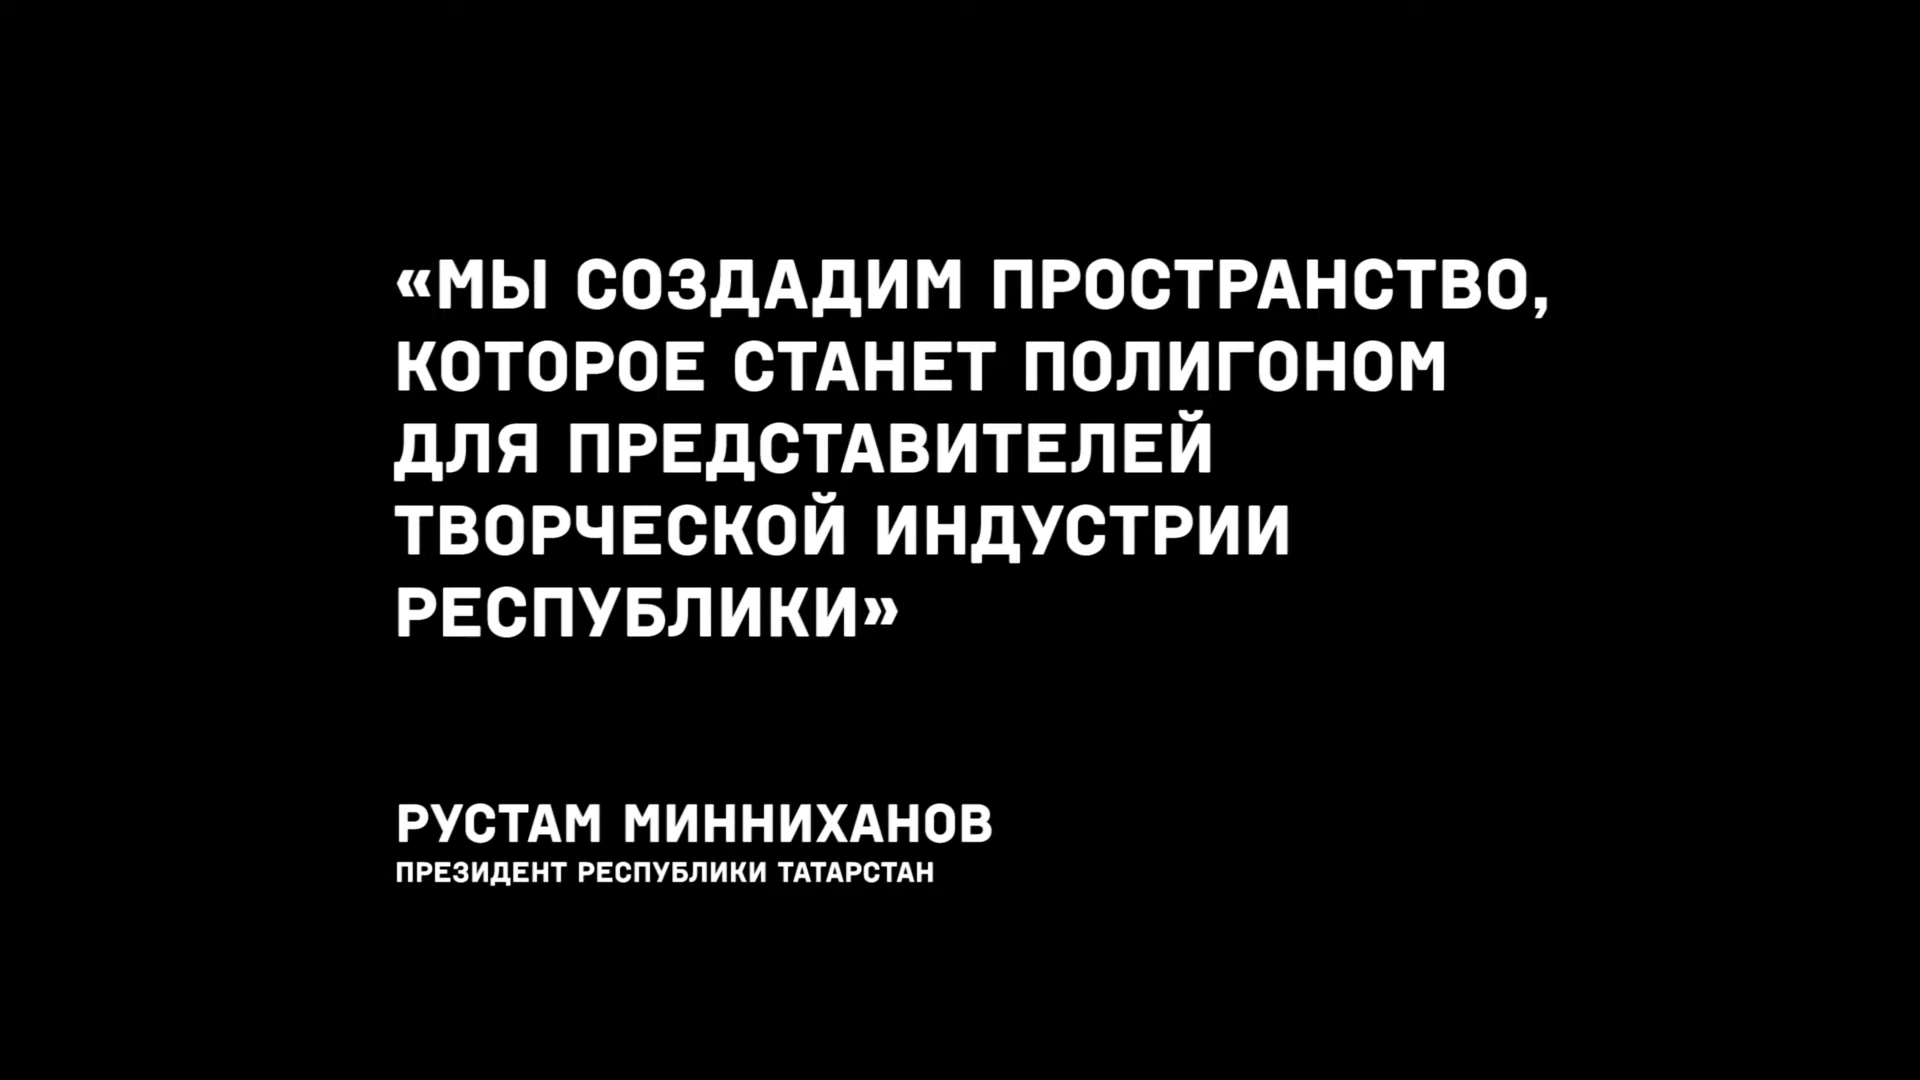 «МЫ СОЗДАДИМ ПРОСТРАНСТВО,
КОТОРОЕ СТАНЕТ ПОЛИГОНОМ
ДЛЯ ПРЕДСТАВИТЕЛЕЙ
ТВОРЧЕСКОЙ ИНДУСТРИИ
РЕСПУБЛИКИ»
РУСТАМ МИННИХАНОВ
ПРЕЗИДЕНТ РЕСПУБЛИКИ ТАТАРСТАН